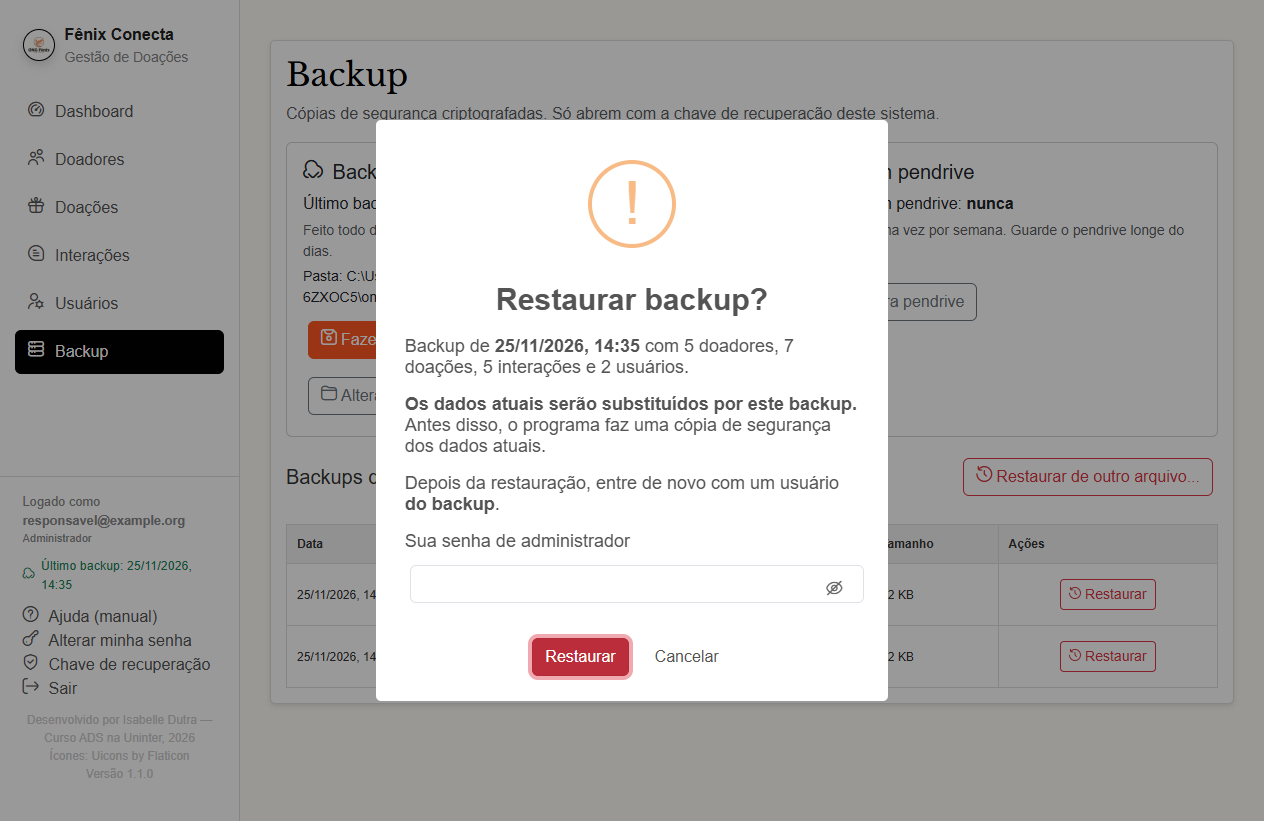 Fênix Conecta
Gestão de Doações
Dashboard
Doadores
Doações
Interações
Usuários
Backup
Logado como
responsavel@example.org
Administrador
Último backup: 25/11/2026,
14:35
Ajuda (manual)
Alterar minha senha
Chave de recuperação
Sair
Desenvolvido por Isabelle Dutra —
Curso ADS na Uninter, 2026
Ícones: Uicons by Flaticon
Versão 1.1.0
Backup
Cópias de segurança criptografadas. Só abrem com a chave de recuperação deste sistema.
Back
Último bac
Feito todo d
dias.
Pasta: C:\Us
6ZXOC5\on
Faze
Altera
pendrive
pendrive: nunca
vez por semana. Guarde o pendrive longe do
a pendrive
Backups d
Restaurar de outro arquivo...
Data
amanho
Ações
25/11/2026, 14
2 KB
Restaurar
25/11/2026, 14
2 KB
Restaurar
!
Restaurar backup?
Backup de 25/11/2026, 14:35 com 5 doadores, 7
doações, 5 interações e 2 usuários.
Os dados atuais serão substituídos por este backup.
Antes disso, o programa faz uma cópia de segurança
dos dados atuais.
Depois da restauração, entre de novo com um usuário
do backup.
Sua senha de administrador
Restaurar
Cancelar